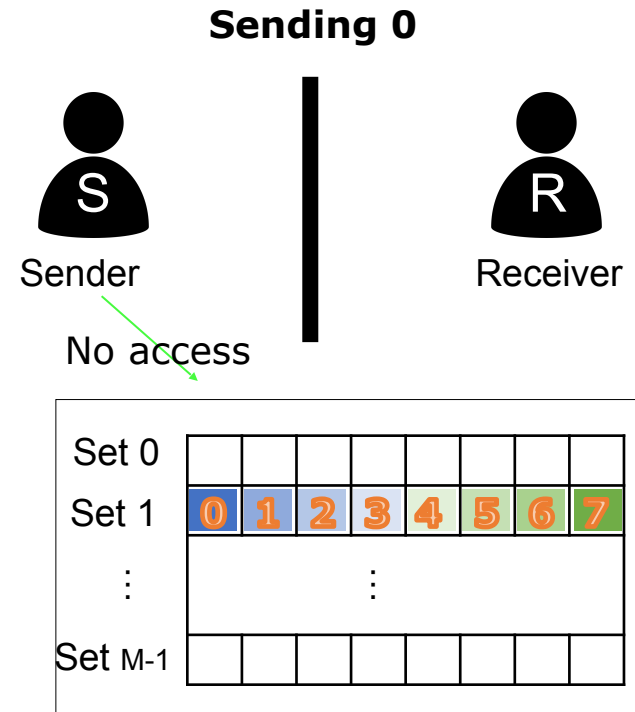 Sending 0
S R
Sender Receiver
No access
Set 0
Set 1 0 1 2 3 4 5 6 7
⋮ ⋮
Set M-1